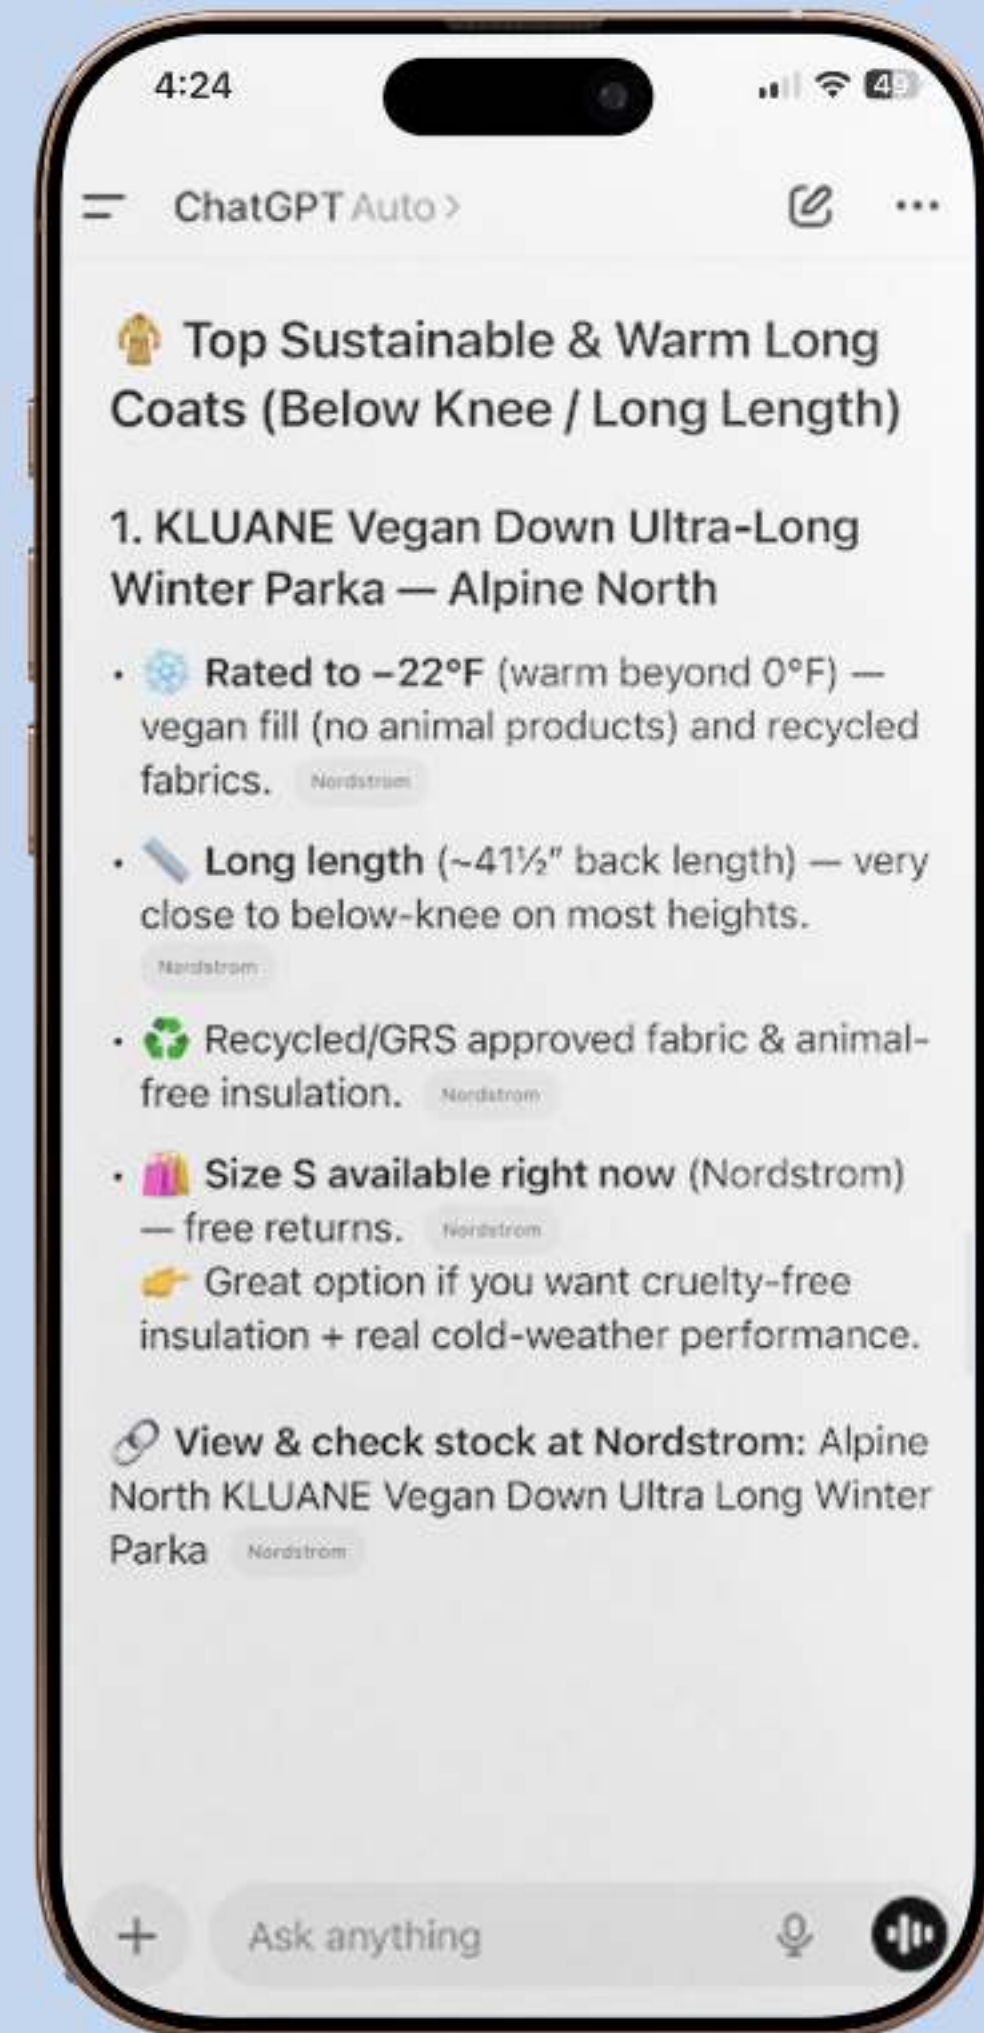 4:24
49
ChatGPT Auto >
Top Sustainable & Warm Long
Coats (Below Knee / Long Length)
1. KLUANE Vegan Down Ultra-Long
Winter Parka — Alpine North
• Rated to −22°F (warm beyond 0°F) —
vegan fill (no animal products) and recycled
fabrics. Nordstrom
• Long length (~41½" back length) — very
close to below-knee on most heights.
Nordstrom
• Recycled/GRS approved fabric & animal-
free insulation. Nordstrom
• Size S available right now (Nordstrom)
— free returns. Nordstrom
Great option if you want cruelty-free
insulation + real cold-weather performance.
View & check stock at Nordstrom: Alpine
North KLUANE Vegan Down Ultra Long Winter
Parka Nordstrom
Ask anything